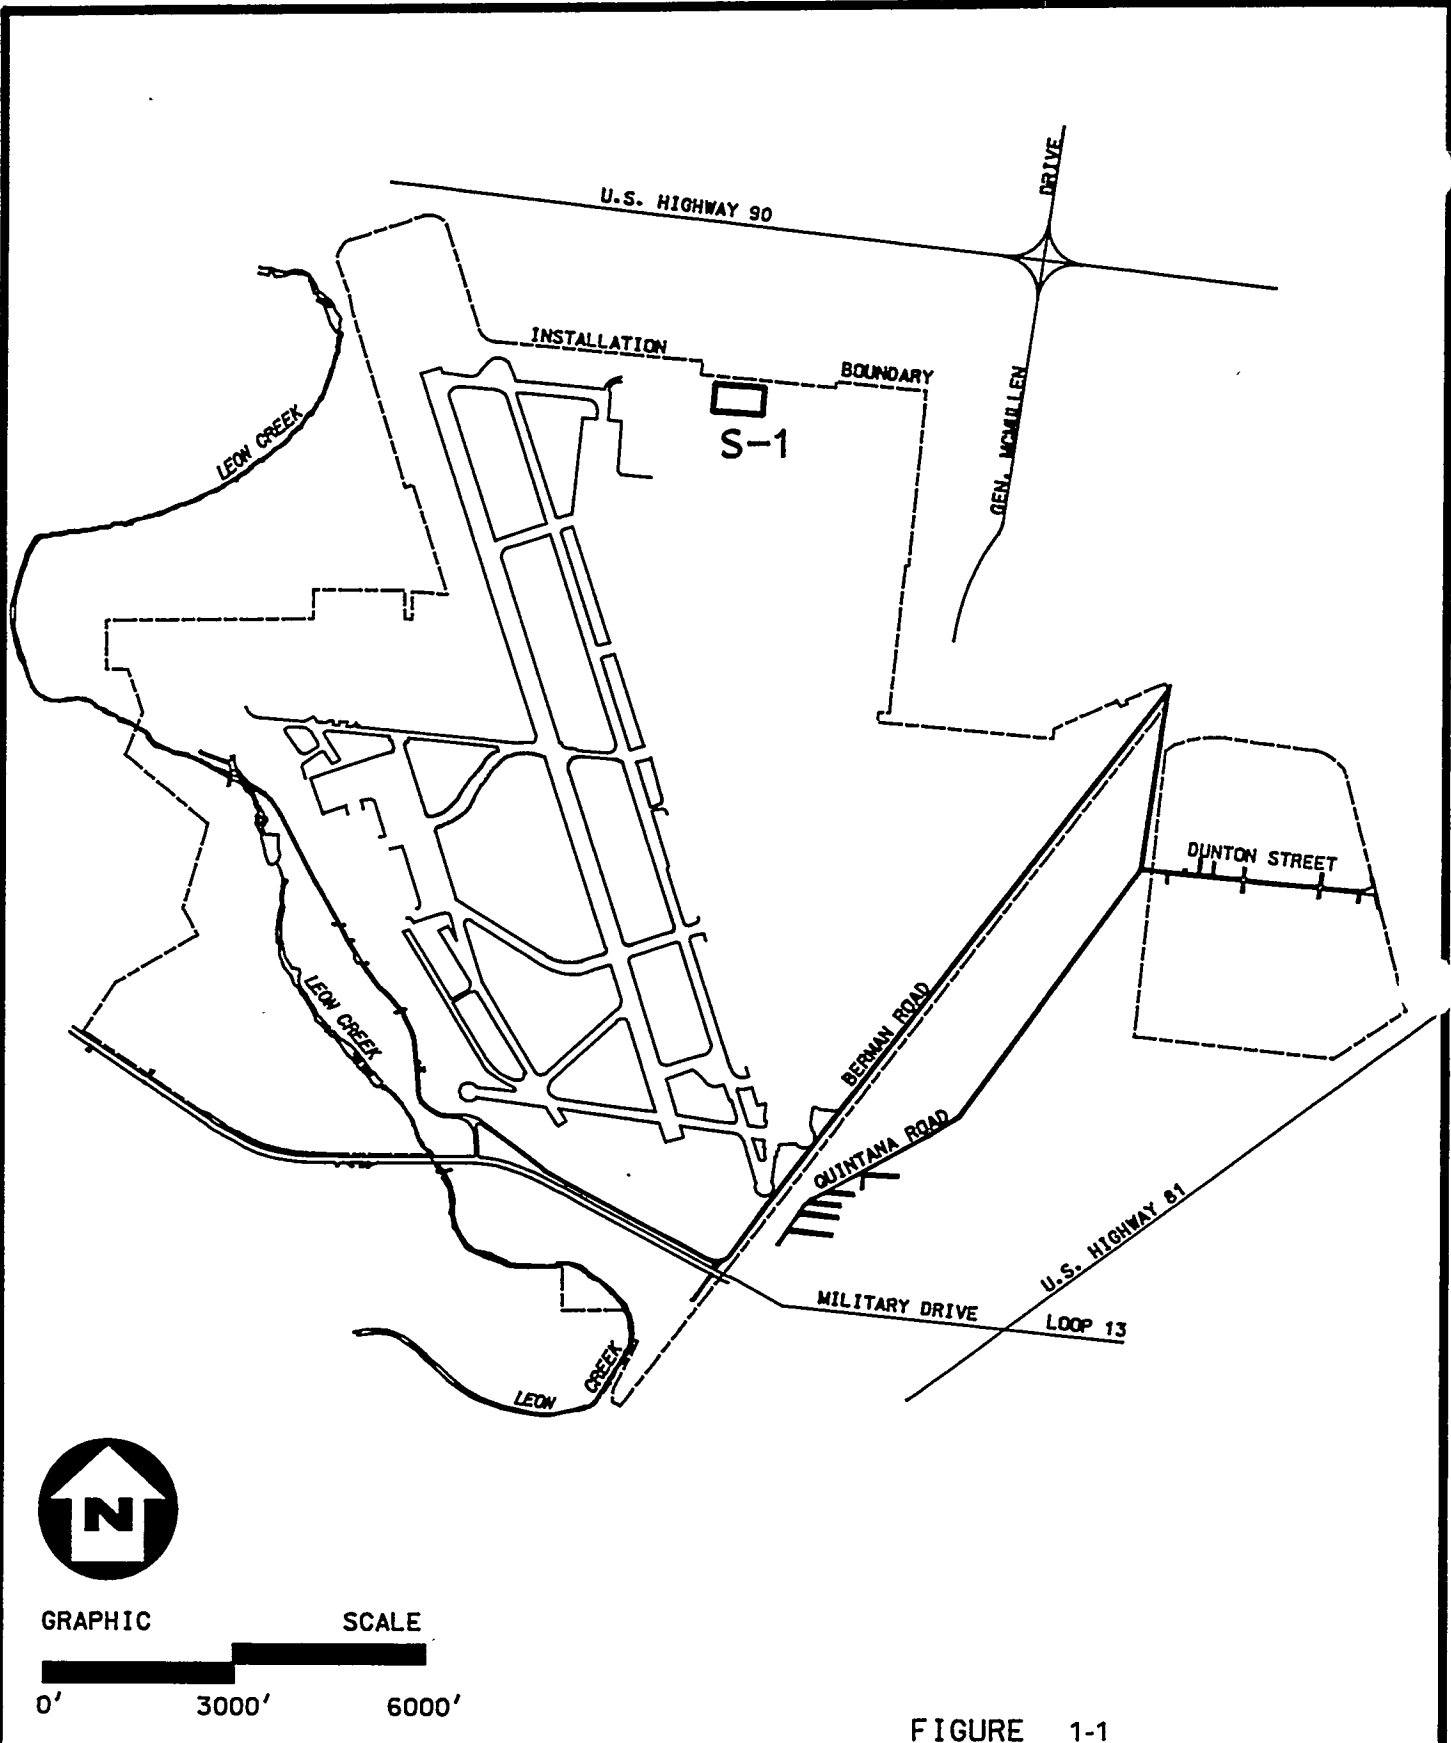 DRIVE
U.S. HIGHWAY 90
INSTALLATION
BOUNDARY
GEN. MCMULLEN
LEON CREEK
S-1
DUNTON STREET
LEON CREEK
BERMAN ROAD
QUINTANA ROAD
U.S. HIGHWAY 81
MILITARY DRIVE
LOOP 13
CREEK
LEON
N
GRAPHIC SCALE
0' 3000' 6000'
FIGURE 1-1